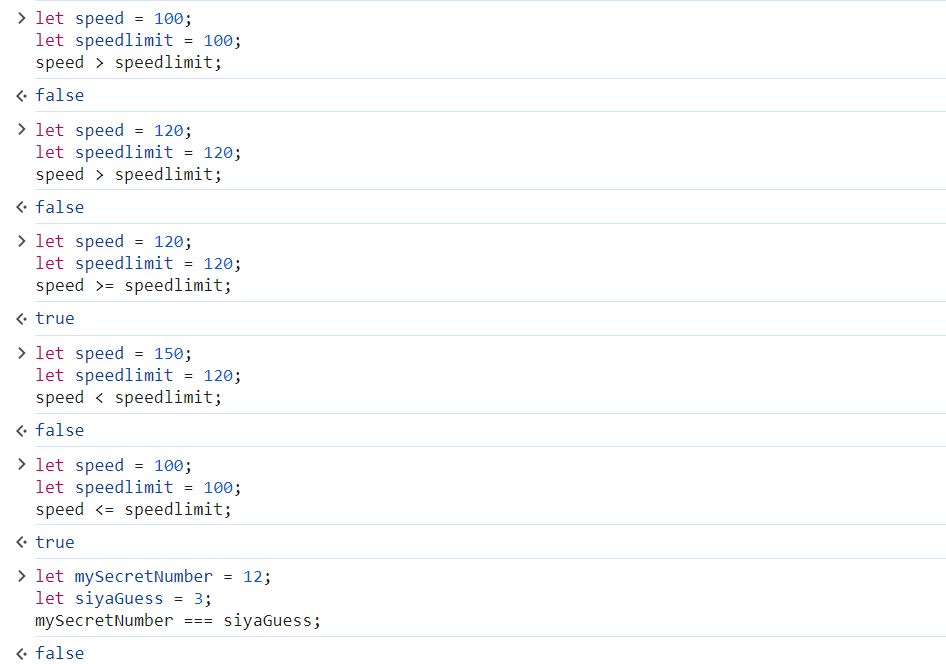 > let speed = 100;
let speedlimit = 100;
speed > speedlimit;
false
> let speed = 120;
let speedlimit = 120;
speed > speedlimit;
false
> let speed = 120;
let speedlimit = 120;
speed >= speedlimit;
true
> let speed = 150;
let speedlimit = 120;
speed < speedlimit;
false
> let speed = 100;
let speedlimit = 100;
speed <= speedlimit;
true
> let mySecretNumber = 12;
let siyaGuess = 3;
mySecretNumber === siyaGuess;
false